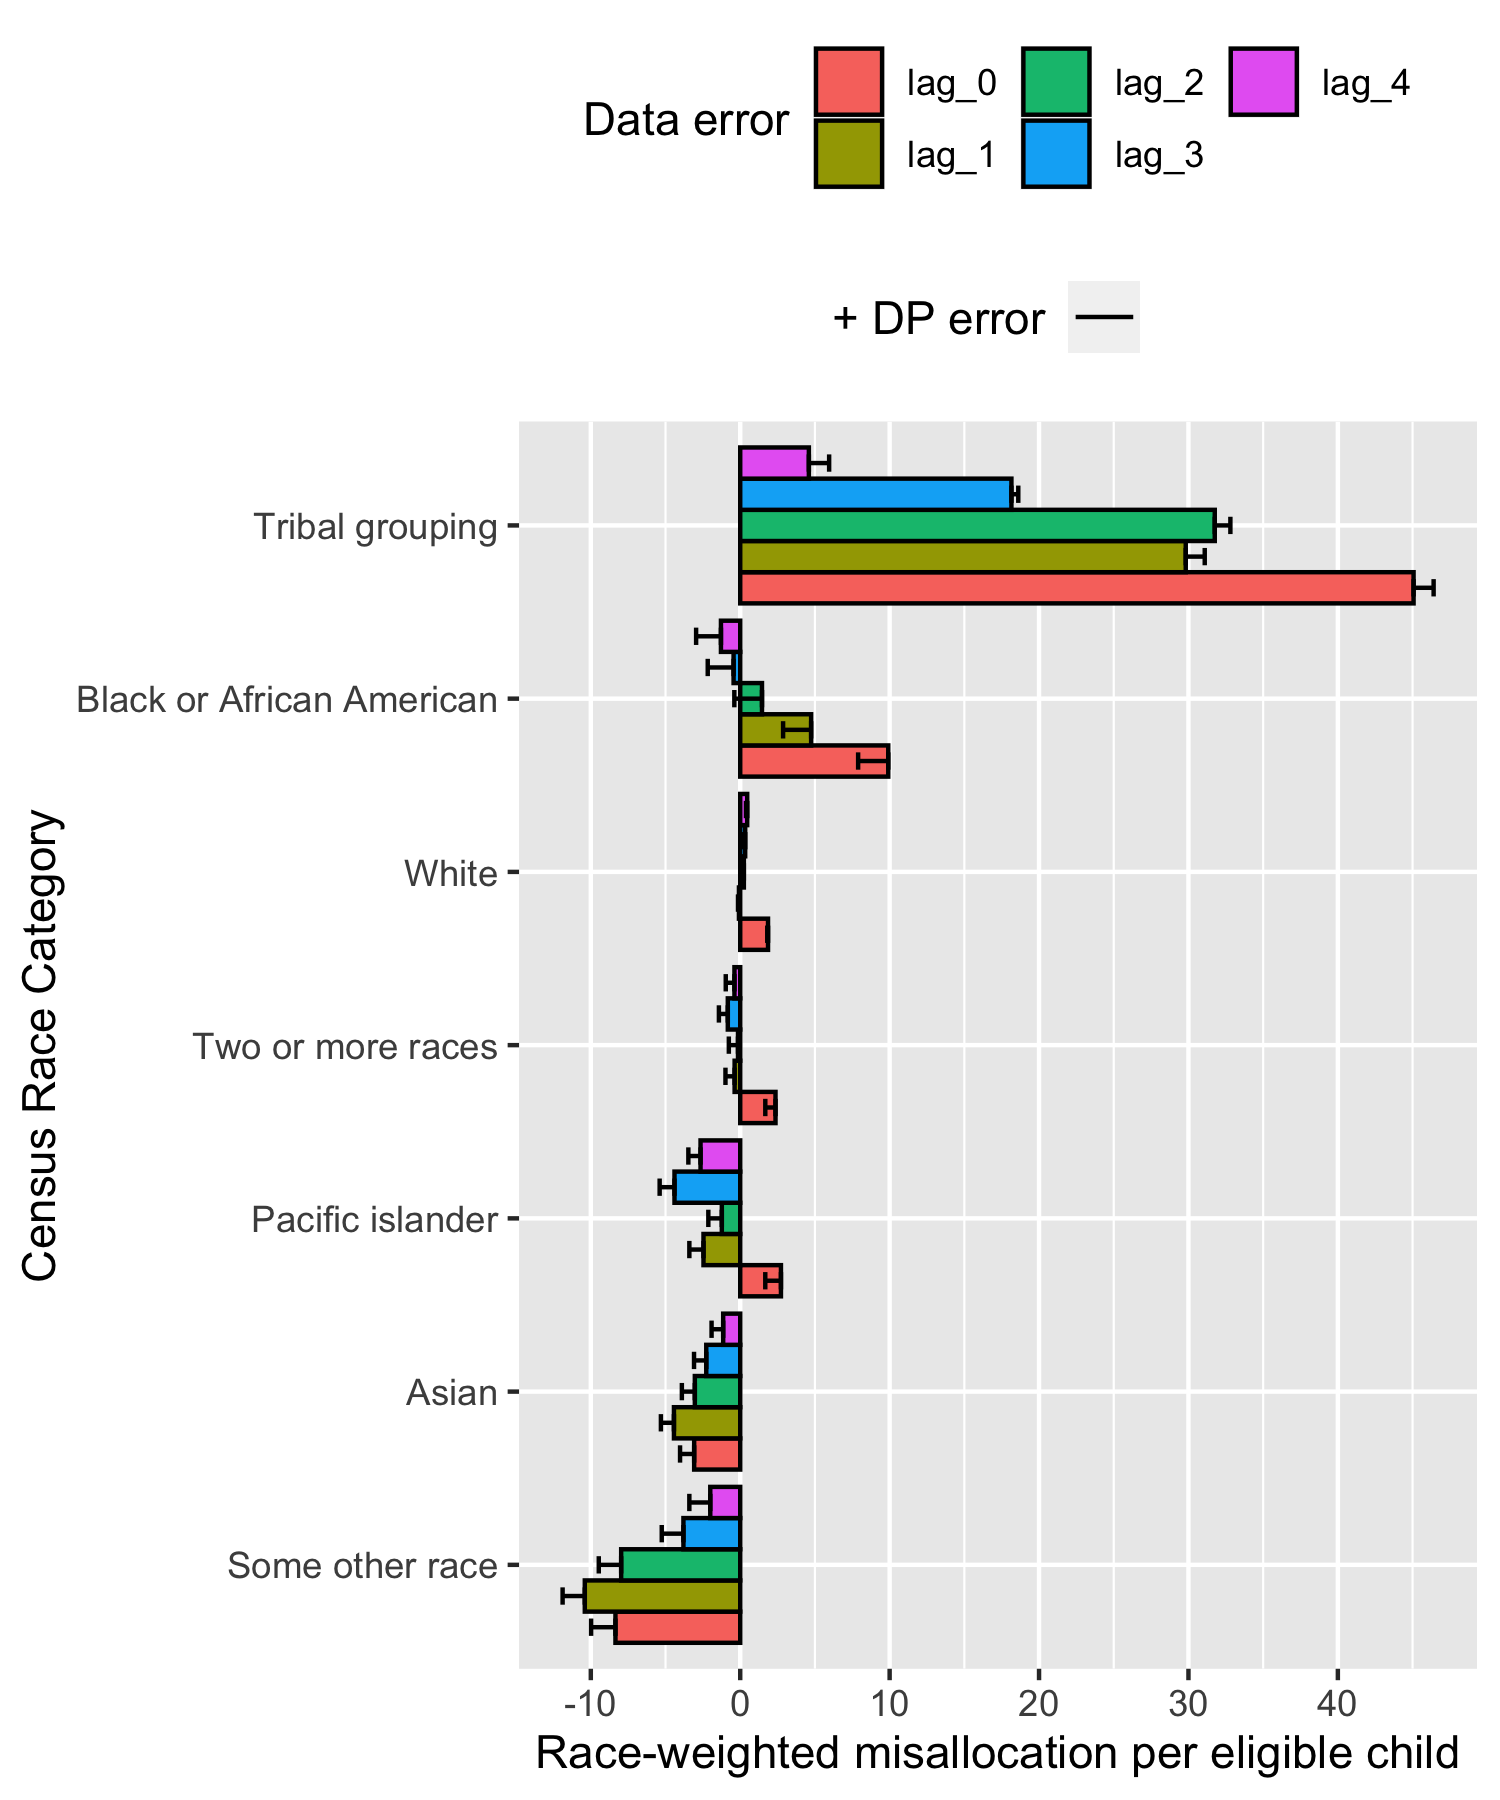 Data error
lag_0
lag_2
lag_4
lag_1
lag_3
+ DP error
Census Race Category
Tribal grouping
Black or African American
White
Two or more races
Pacific islander
Asian
Some other race
-10 0 10 20 30 40
Race-weighted misallocation per eligible child